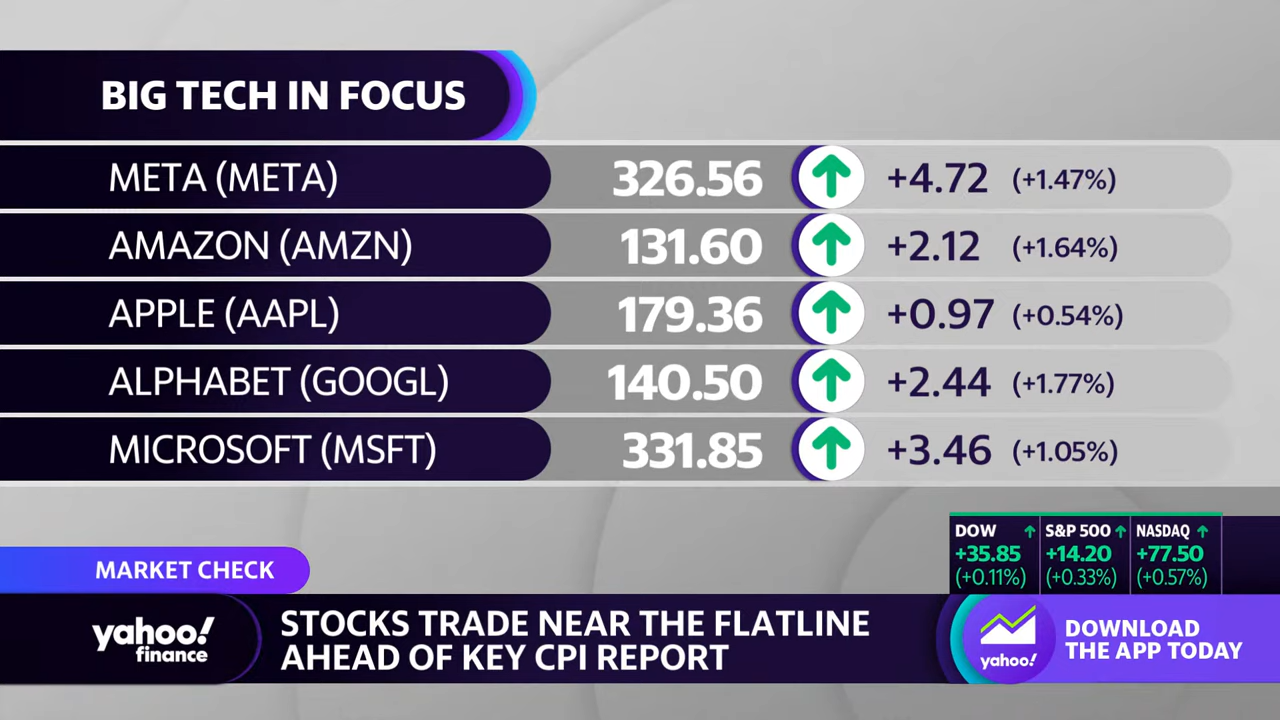 BIG TECH IN FOCUS
META (META) 326.56 +4.72 (+1.47%)
AMAZON (AMZN) 131.60 +2.12 (+1.64%)
APPLE (AAPL) 179.36 +0.97 (+0.54%)
ALPHABET (GOOGL) 140.50 +2.44 (+1.77%)
MICROSOFT (MSFT) 331.85 +3.46 (+1.05%)
DOW S&P 500 NASDAQ
+35.85 +14.20 +77.50
(+0.11%) (+0.33%) (+0.57%)
MARKET CHECK
yahoo!
finance
STOCKS TRADE NEAR THE FLATLINE
AHEAD OF KEY CPI REPORT
yahoo!
DOWNLOAD
THE APP TODAY